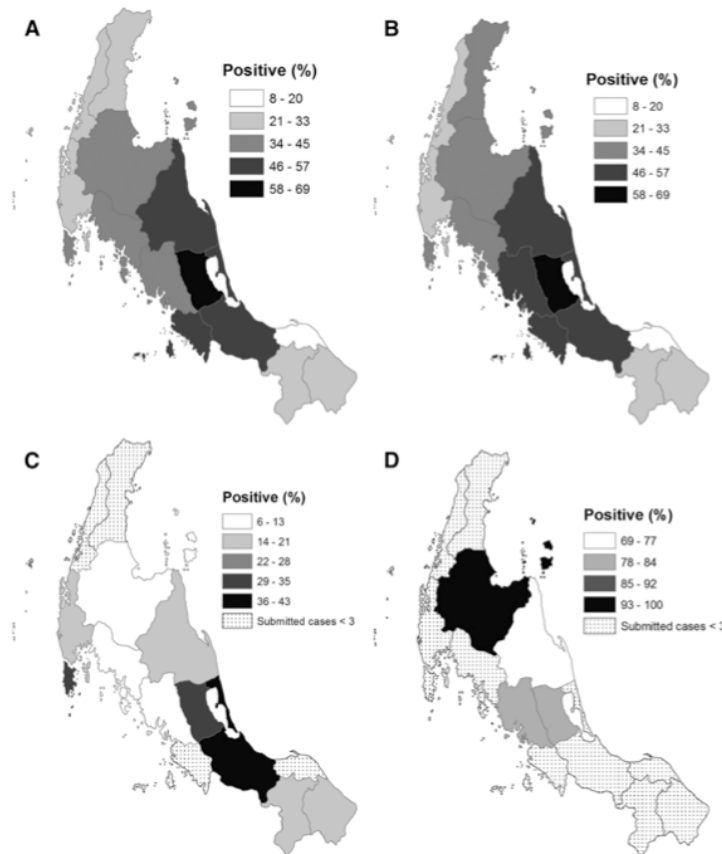 A
Positive (%)
8 - 20
21 - 33
34 - 45
46 - 57
58 - 69
B
Positive (%)
8 - 20
21 - 33
34 - 45
46 - 57
58 - 69
C
Positive (%)
6 - 13
14 - 21
22 - 28
29 - 35
36 - 43
Submitted cases < 3
D
Positive (%)
69 - 77
78 - 84
85 - 92
93 - 100
Submitted cases < 3